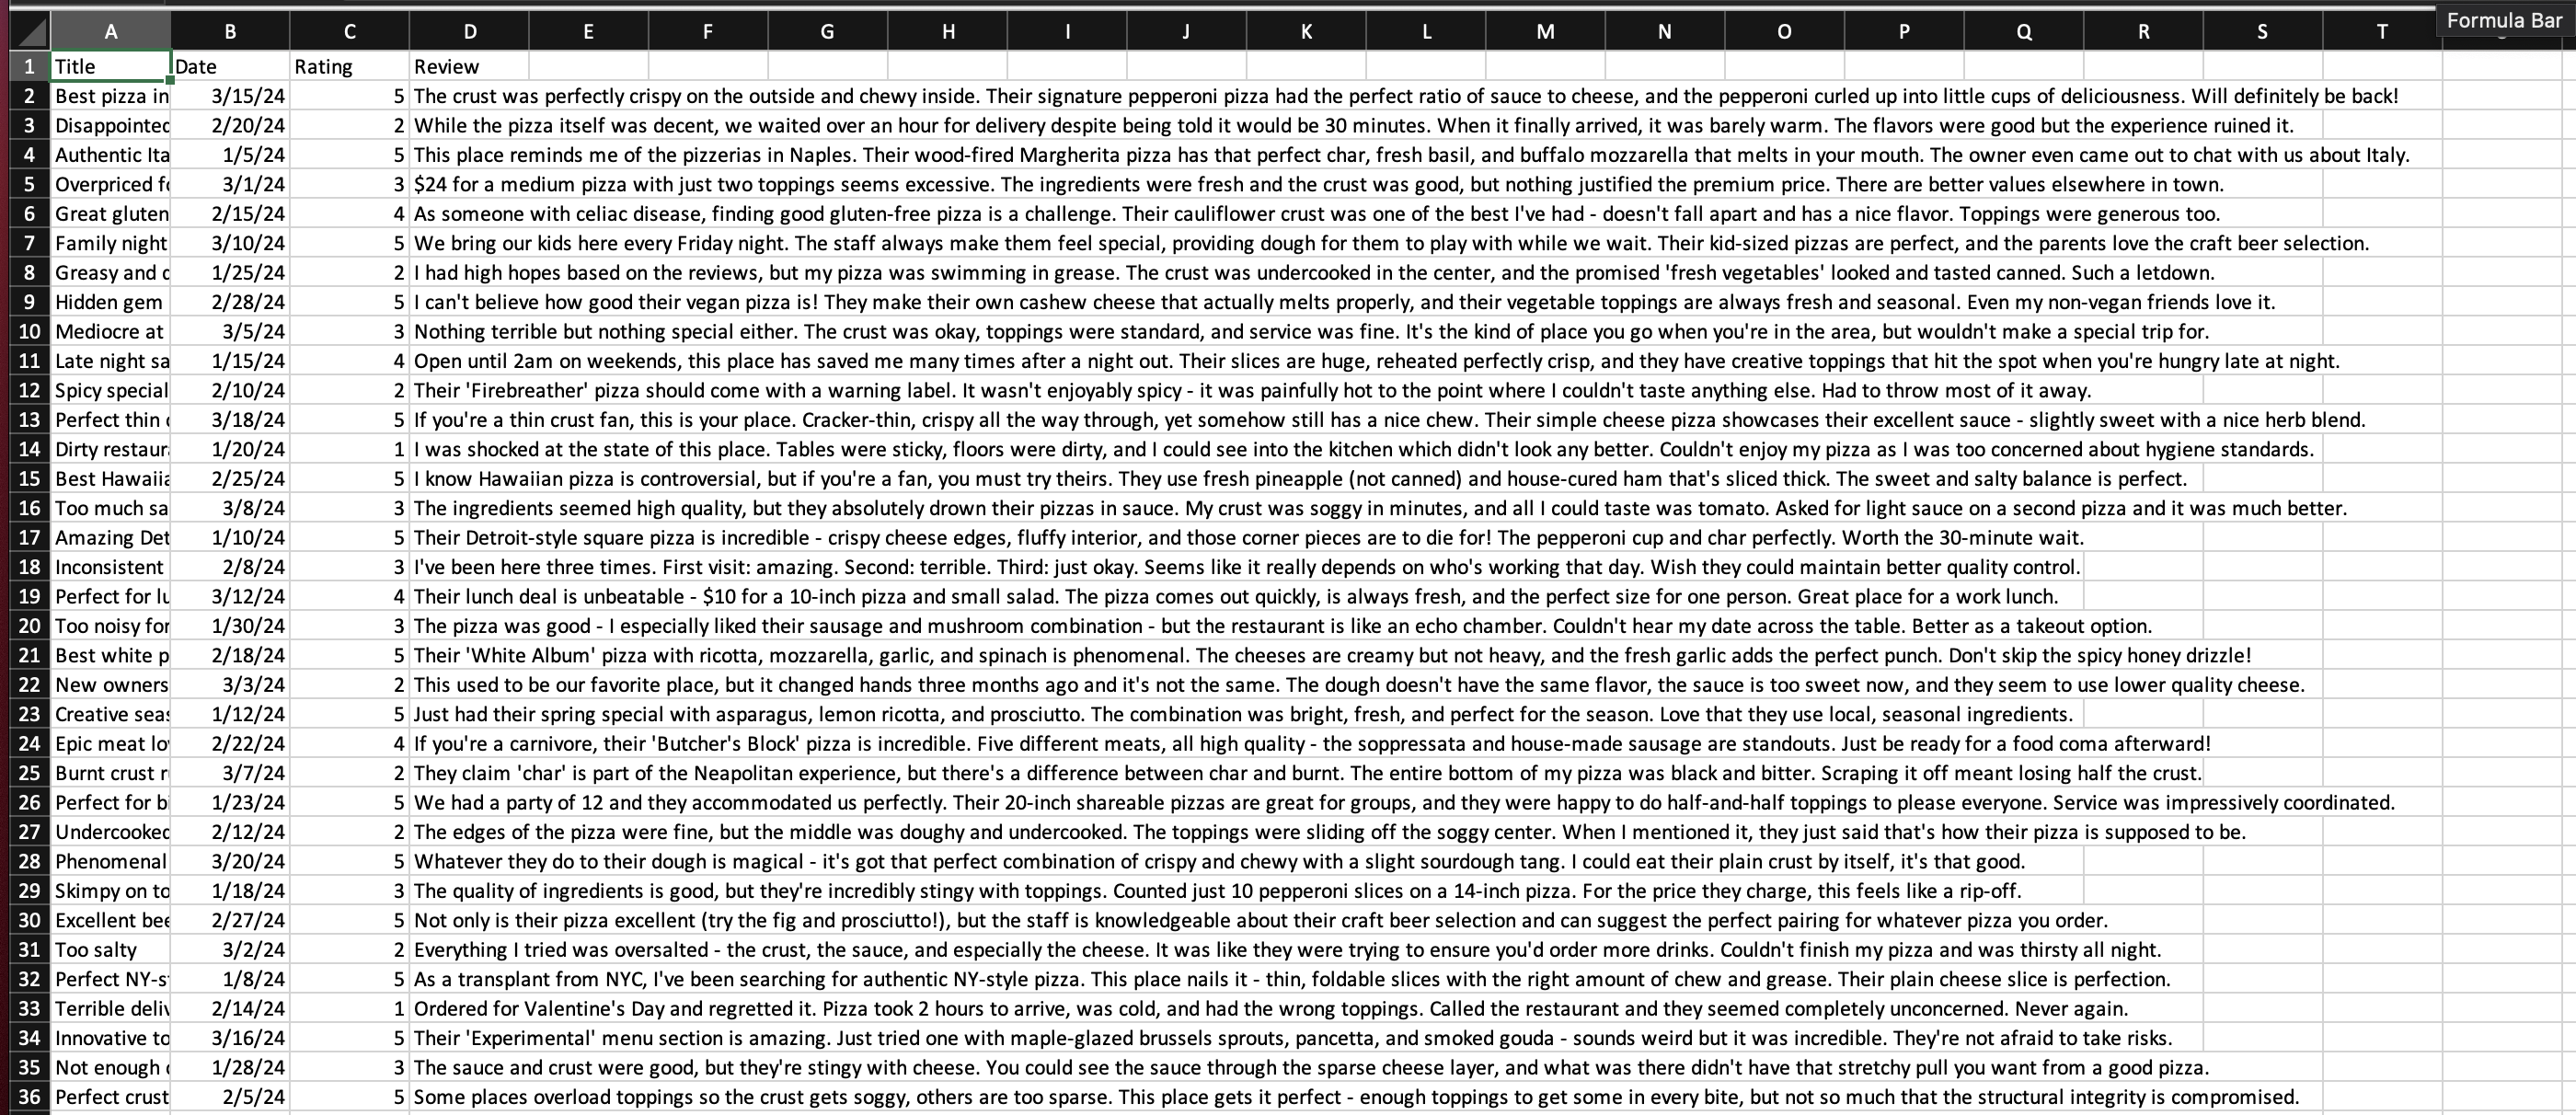 Formula Bar
A B C D E F G H I J K L M N O P Q R S T
1 Title Date Rating Review
2 Best pizza in 3/15/24 5 The crust was perfectly crispy on the outside and chewy inside. Their signature pepperoni pizza had the perfect ratio of sauce to cheese, and the pepperoni curled up into little cups of deliciousness. Will definitely be back!
3 Disappointed 2/20/24 2 While the pizza itself was decent, we waited over an hour for delivery despite being told it would be 30 minutes. When it finally arrived, it was barely warm. The flavors were good but the experience ruined it.
4 Authentic Ita 1/5/24 5 This place reminds me of the pizzerias in Naples. Their wood-fired Margherita pizza has that perfect char, fresh basil, and buffalo mozzarella that melts in your mouth. The owner even came out to chat with us about Italy.
5 Overpriced fo 3/1/24 3 $24 for a medium pizza with just two toppings seems excessive. The ingredients were fresh and the crust was good, but nothing justified the premium price. There are better values elsewhere in town.
6 Great gluten 2/15/24 4 As someone with celiac disease, finding good gluten-free pizza is a challenge. Their cauliflower crust was one of the best I've had - doesn't fall apart and has a nice flavor. Toppings were generous too.
7 Family night 3/10/24 5 We bring our kids here every Friday night. The staff always make them feel special, providing dough for them to play with while we wait. Their kid-sized pizzas are perfect, and the parents love the craft beer selection.
8 Greasy and 1/25/24 2 I had high hopes based on the reviews, but my pizza was swimming in grease. The crust was undercooked in the center, and the promised 'fresh vegetables' looked and tasted canned. Such a letdown.
9 Hidden gem 2/28/24 5 I can't believe how good their vegan pizza is! They make their own cashew cheese that actually melts properly, and their vegetable toppings are always fresh and seasonal. Even my non-vegan friends love it.
10 Mediocre at 3/5/24 3 Nothing terrible but nothing special either. The crust was okay, toppings were standard, and service was fine. It's the kind of place you go when you're in the area, but wouldn't make a special trip for.
11 Late night sa 1/15/24 4 Open until 2am on weekends, this place has saved me many times after a night out. Their slices are huge, reheated perfectly crisp, and they have creative toppings that hit the spot when you're hungry late at night.
12 Spicy special 2/10/24 2 Their 'Firebreather' pizza should come with a warning label. It wasn't enjoyably spicy - it was painfully hot to the point where I couldn't taste anything else. Had to throw most of it away.
13 Perfect thin 3/18/24 5 If you're a thin crust fan, this is your place. Cracker-thin, crispy all the way through, yet somehow still has a nice chew. Their simple cheese pizza showcases their excellent sauce - slightly sweet with a nice herb blend.
14 Dirty restaur 1/20/24 1 I was shocked at the state of this place. Tables were sticky, floors were dirty, and I could see into the kitchen which didn't look any better. Couldn't enjoy my pizza as I was too concerned about hygiene standards.
15 Best Hawaiia 2/25/24 5 I know Hawaiian pizza is controversial, but if you're a fan, you must try theirs. They use fresh pineapple (not canned) and house-cured ham that's sliced thick. The sweet and salty balance is perfect.
16 Too much sa 3/8/24 3 The ingredients seemed high quality, but they absolutely drown their pizzas in sauce. My crust was soggy in minutes, and all I could taste was tomato. Asked for light sauce on a second pizza and it was much better.
17 Amazing Det 1/10/24 5 Their Detroit-style square pizza is incredible - crispy cheese edges, fluffy interior, and those corner pieces are to die for! The pepperoni cup and char perfectly. Worth the 30-minute wait.
18 Inconsistent 2/8/24 3 I've been here three times. First visit: amazing. Second: terrible. Third: just okay. Seems like it really depends on who's working that day. Wish they could maintain better quality control.
19 Perfect for lu 3/12/24 4 Their lunch deal is unbeatable - $10 for a 10-inch pizza and small salad. The pizza comes out quickly, is always fresh, and the perfect size for one person. Great place for a work lunch.
20 Too noisy for 1/30/24 3 The pizza was good - I especially liked their sausage and mushroom combination - but the restaurant is like an echo chamber. Couldn't hear my date across the table. Better as a takeout option.
21 Best white p 2/18/24 5 Their 'White Album' pizza with ricotta, mozzarella, garlic, and spinach is phenomenal. The cheeses are creamy but not heavy, and the fresh garlic adds the perfect punch. Don't skip the spicy honey drizzle!
22 New owners 3/3/24 2 This used to be our favorite place, but it changed hands three months ago and it's not the same. The dough doesn't have the same flavor, the sauce is too sweet now, and they seem to use lower quality cheese.
23 Creative seas 1/12/24 5 Just had their spring special with asparagus, lemon ricotta, and prosciutto. The combination was bright, fresh, and perfect for the season. Love that they use local, seasonal ingredients.
24 Epic meat lo 2/22/24 4 If you're a carnivore, their 'Butcher's Block' pizza is incredible. Five different meats, all high quality - the soppressata and house-made sausage are standouts. Just be ready for a food coma afterward!
25 Burnt crust 3/7/24 2 They claim 'char' is part of the Neapolitan experience, but there's a difference between char and burnt. The entire bottom of my pizza was black and bitter. Scraping it off meant losing half the crust.
26 Perfect for bi 1/23/24 5 We had a party of 12 and they accommodated us perfectly. Their 20-inch shareable pizzas are great for groups, and they were happy to do half-and-half toppings to please everyone. Service was impressively coordinated.
27 Undercooked 2/12/24 2 The edges of the pizza were fine, but the middle was doughy and undercooked. The toppings were sliding off the soggy center. When I mentioned it, they just said that's how their pizza is supposed to be.
28 Phenomenal 3/20/24 5 Whatever they do to their dough is magical - it's got that perfect combination of crispy and chewy with a slight sourdough tang. I could eat their plain crust by itself, it's that good.
29 Skimpy on to 1/18/24 3 The quality of ingredients is good, but they're incredibly stingy with toppings. Counted just 10 pepperoni slices on a 14-inch pizza. For the price they charge, this feels like a rip-off.
30 Excellent bee 2/27/24 5 Not only is their pizza excellent (try the fig and prosciutto!), but the staff is knowledgeable about their craft beer selection and can suggest the perfect pairing for whatever pizza you order.
31 Too salty 3/2/24 2 Everything I tried was oversalted - the crust, the sauce, and especially the cheese. It was like they were trying to ensure you'd order more drinks. Couldn't finish my pizza and was thirsty all night.
32 Perfect NY-s 1/8/24 5 As a transplant from NYC, I've been searching for authentic NY-style pizza. This place nails it - thin, foldable slices with the right amount of chew and grease. Their plain cheese slice is perfection.
33 Terrible deliv 2/14/24 1 Ordered for Valentine's Day and regretted it. Pizza took 2 hours to arrive, was cold, and had the wrong toppings. Called the restaurant and they seemed completely unconcerned. Never again.
34 Innovative to 3/16/24 5 Their 'Experimental' menu section is amazing. Just tried one with maple-glazed brussels sprouts, pancetta, and smoked gouda - sounds weird but it was incredible. They're not afraid to take risks.
35 Not enough 1/28/24 3 The sauce and crust were good, but they're stingy with cheese. You could see the sauce through the sparse cheese layer, and what was there didn't have that stretchy pull you want from a good pizza.
36 Perfect crust 2/5/24 5 Some places overload toppings so the crust gets soggy, others are too sparse. This place gets it perfect - enough toppings to get some in every bite, but not so much that the structural integrity is compromised.